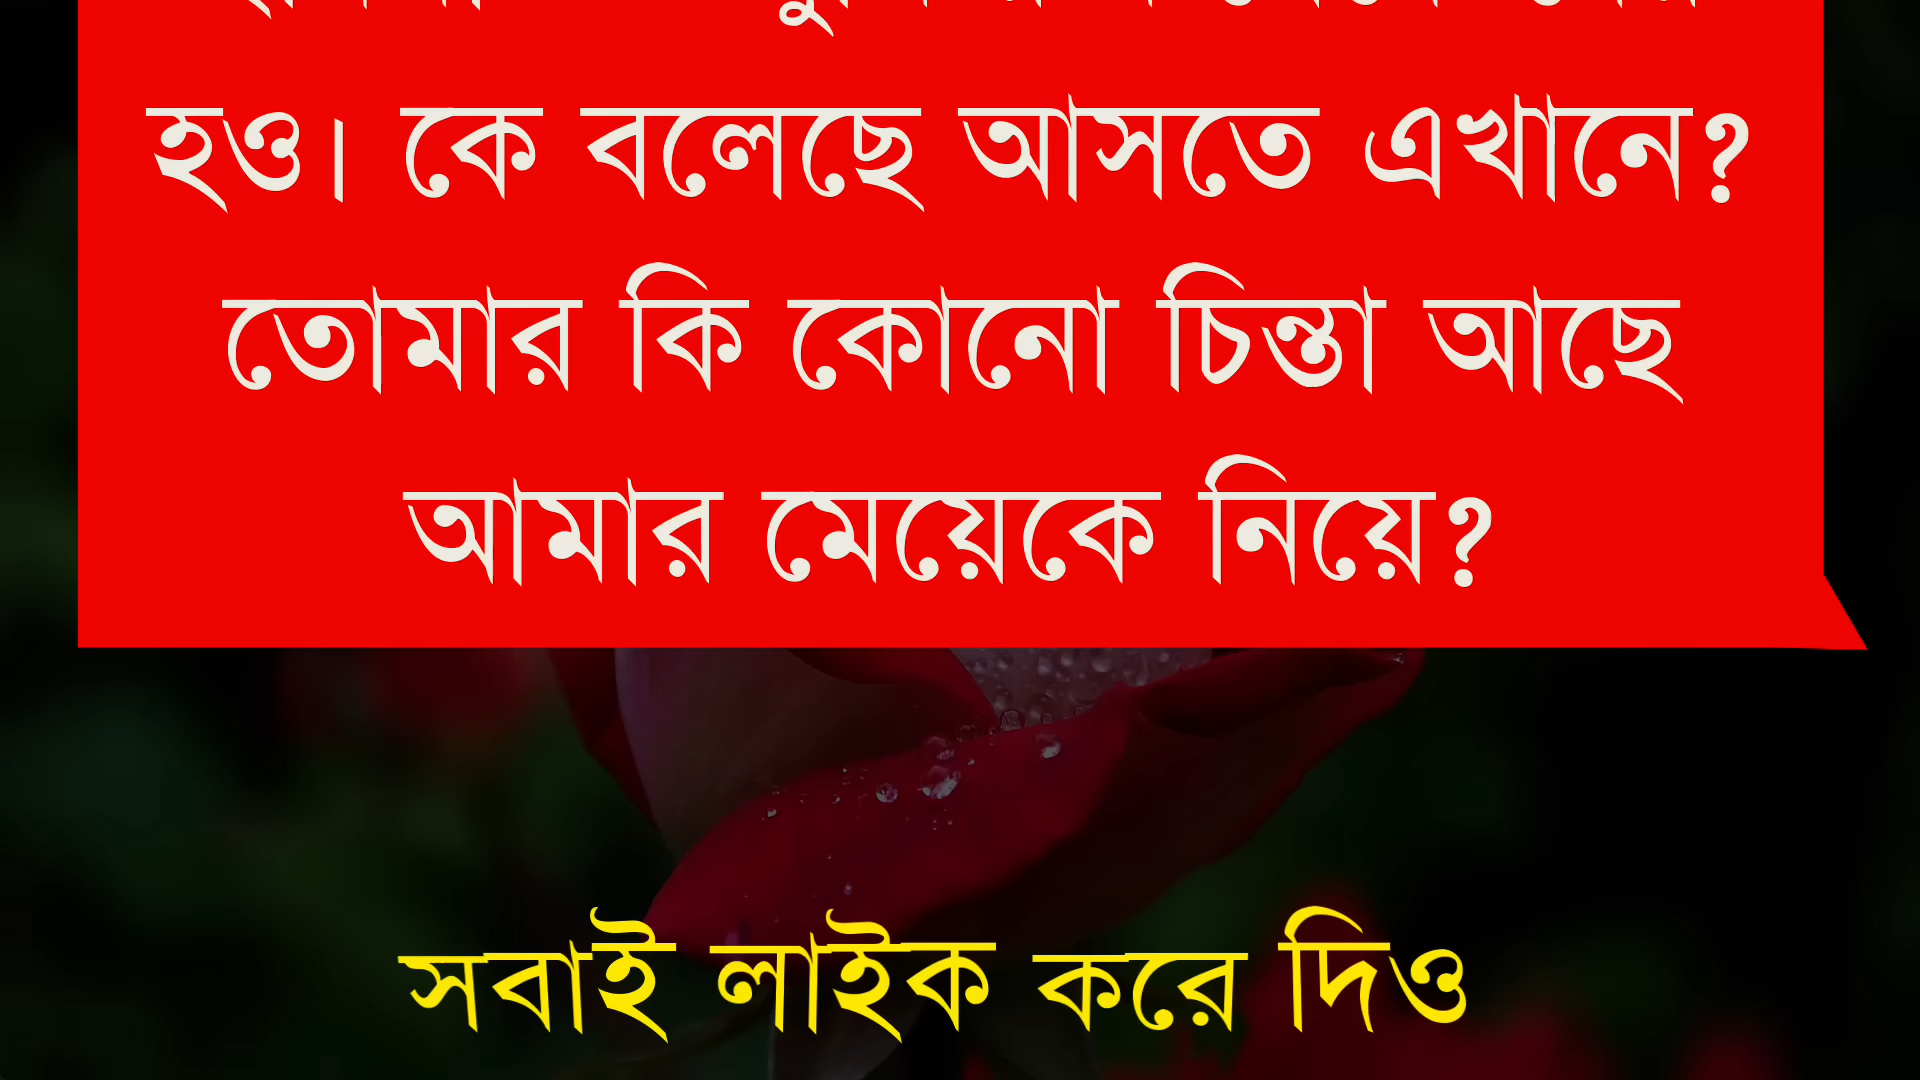 হও। কে বলেছে আসতে এখানে?
তোমার কি কোনো চিন্তা আছে
আমার মেয়েকে নিয়ে?
সবাই লাইক করে দিও